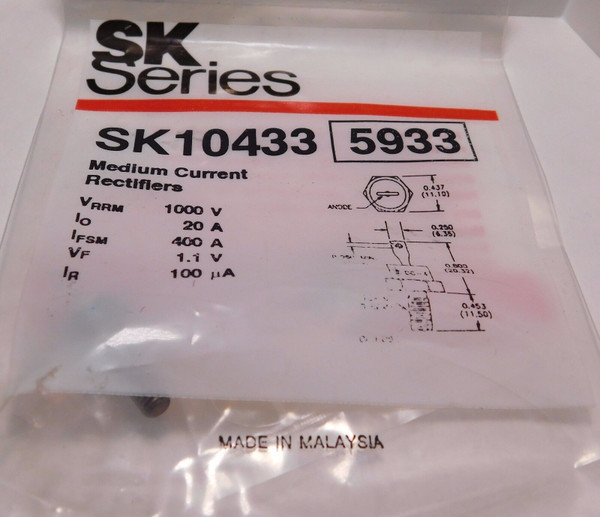 SK
Series
SK10433 5933
Medium Current
Rectifiers
VRRM 1000 V
IO 20 A
IFSM 400 A
VF 1.1 V
IR 100 µA
ANODE
0.437
(11.10)
0.250
(6.35)
0.800
(20.32)
0.453
(11.50)
MADE IN MALAYSIA